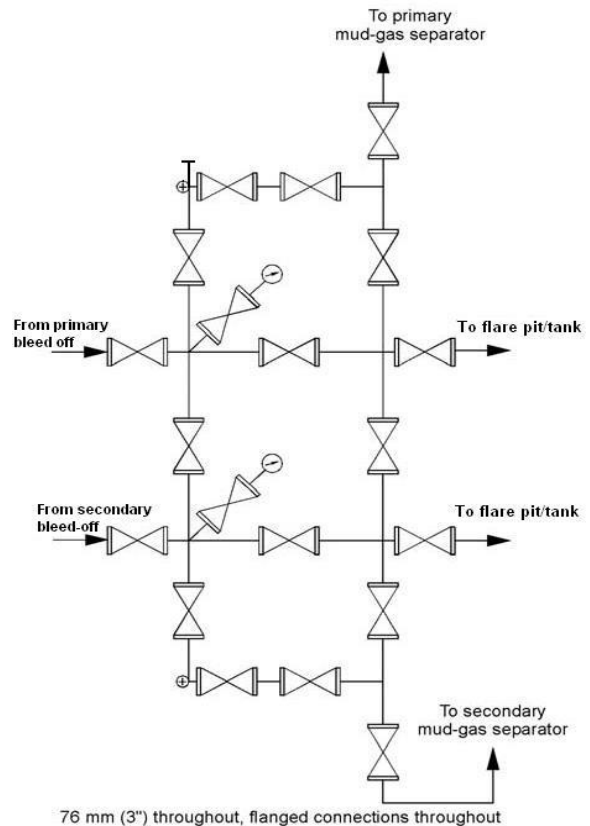 To primary
mud-gas separator
From primary
bleed off
To flare pit/tank
From secondary
bleed-off
To flare pit/tank
To secondary
mud-gas separator
76 mm (3") throughout, flanged connections throughout